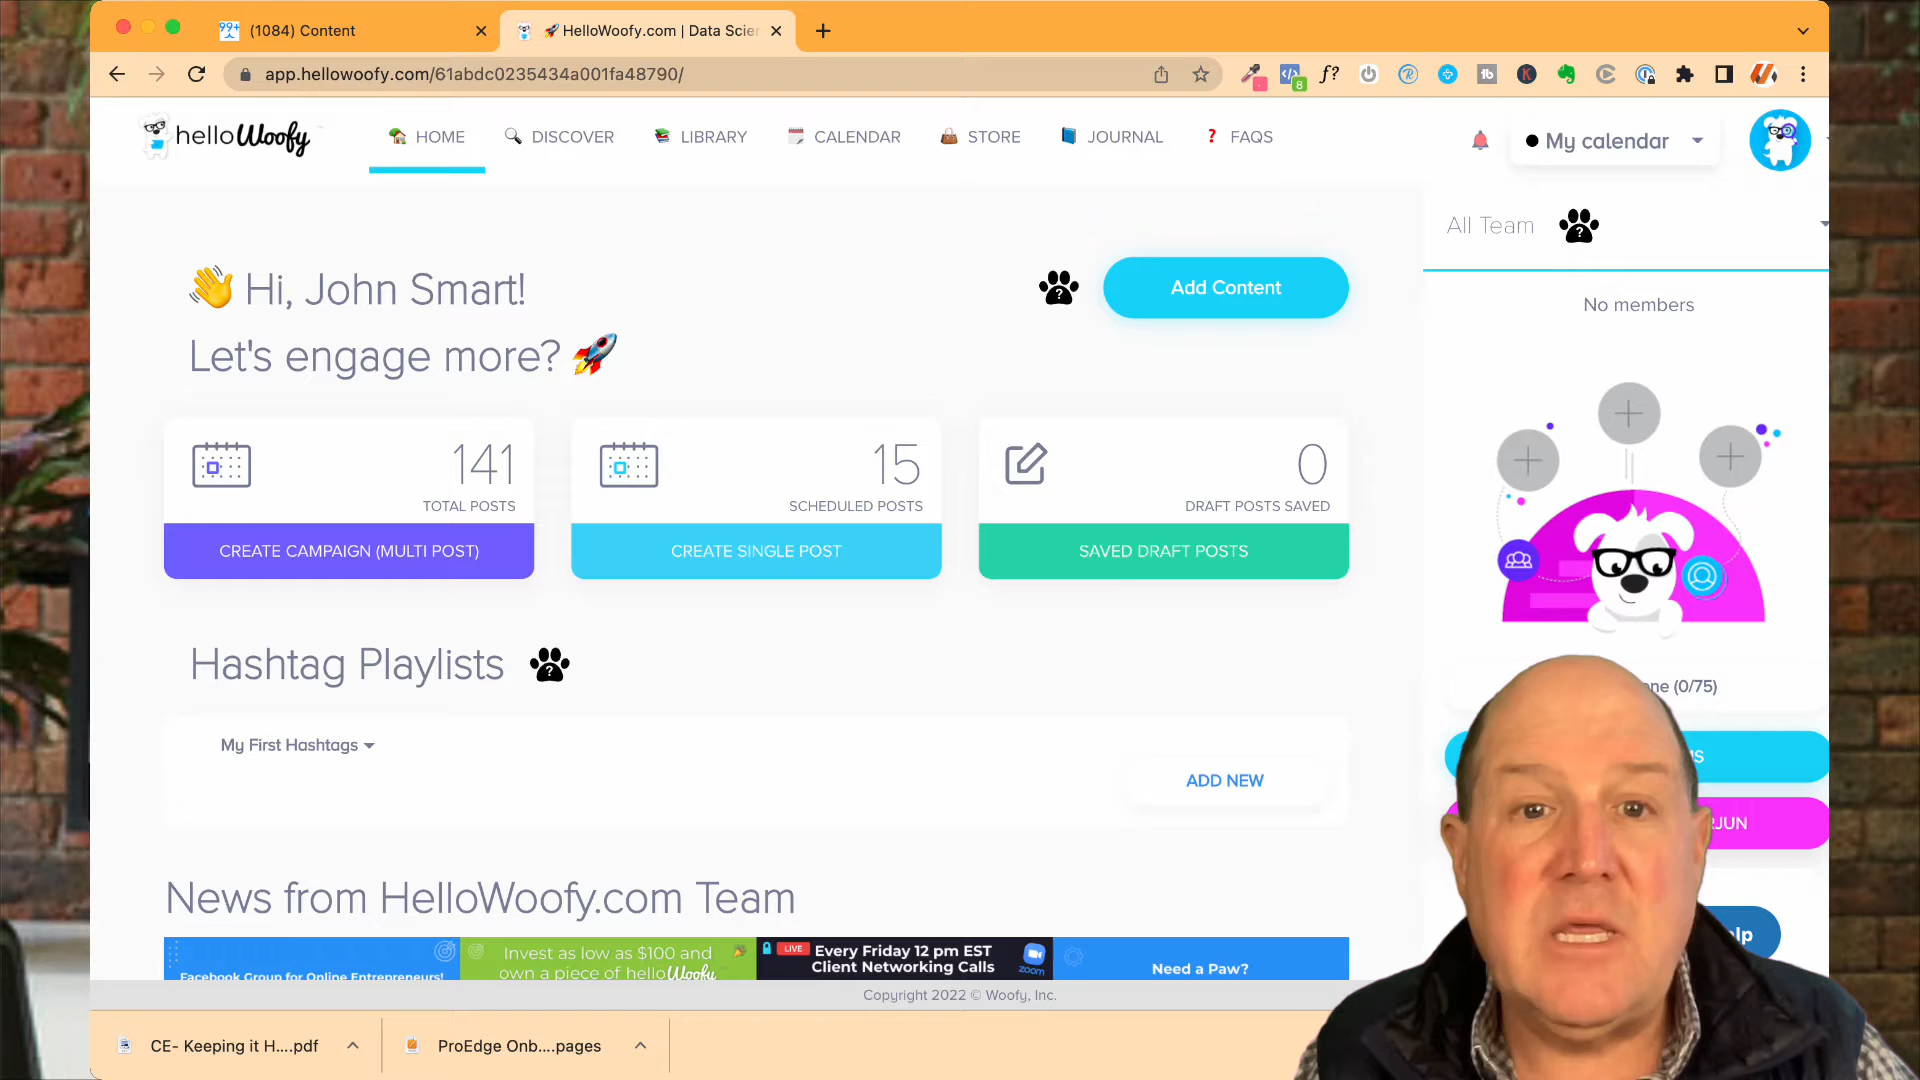 99+
(1084) Content
🚀 HelloWoofy.com | Data Scien
app.hellowoofy.com/61abdc0235434a001fa48790/
8
helloWoofy
HOME
DISCOVER
LIBRARY
CALENDAR
STORE
JOURNAL
FAQS
My calendar
All Team
No members
👋 Hi, John Smart!
Let's engage more? 🚀
Add Content
141
TOTAL POSTS
CREATE CAMPAIGN (MULTI POST)
15
SCHEDULED POSTS
CREATE SINGLE POST
0
DRAFT POSTS SAVED
SAVED DRAFT POSTS
Hashtag Playlists
My First Hashtags
ADD NEW
ne (0/75)
News from HelloWoofy.com Team
Facebook Group for Online Entrepreneurs!
Invest as low as $100 and
own a piece of helloWoofy
LIVE
Every Friday 12 pm EST
Client Networking Calls
zoom
Need a Paw?
Copyright 2022 © Woofy, Inc.
CE- Keeping it H....pdf
ProEdge Onb....pages